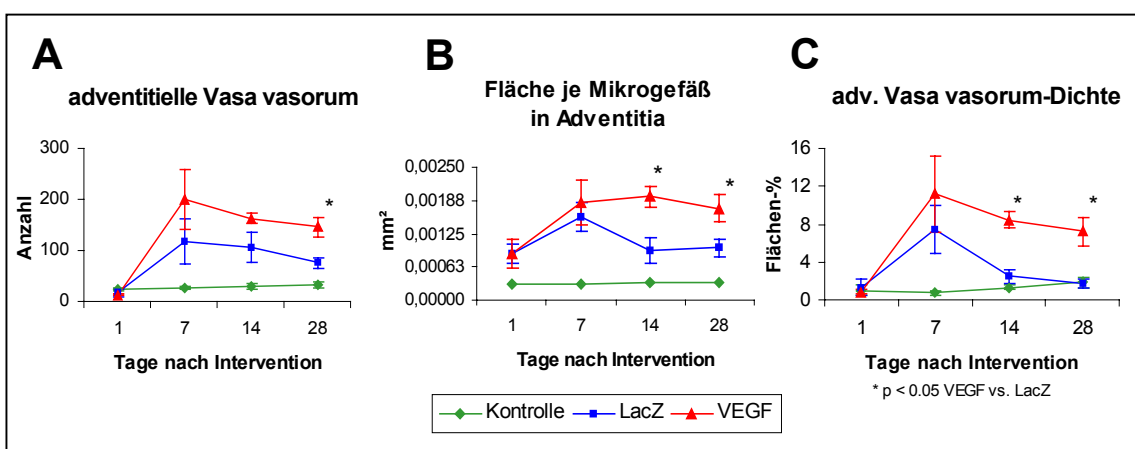 A
adventitielle Vasa vasorum
Anzahl
300
200
100
0
*
1 7 14 28
Tage nach Intervention
B
Fläche je Mikrogefäß
in Adventitia
mm²
0,00250
0,00188
0,00125
0,00063
0,00000
* *
1 7 14 28
Tage nach Intervention
C
adv. Vasa vasorum-Dichte
Flächen-%
16
12
8
4
0
* *
1 7 14 28
Tage nach Intervention
* p < 0.05 VEGF vs. LacZ
Kontrolle LacZ VEGF